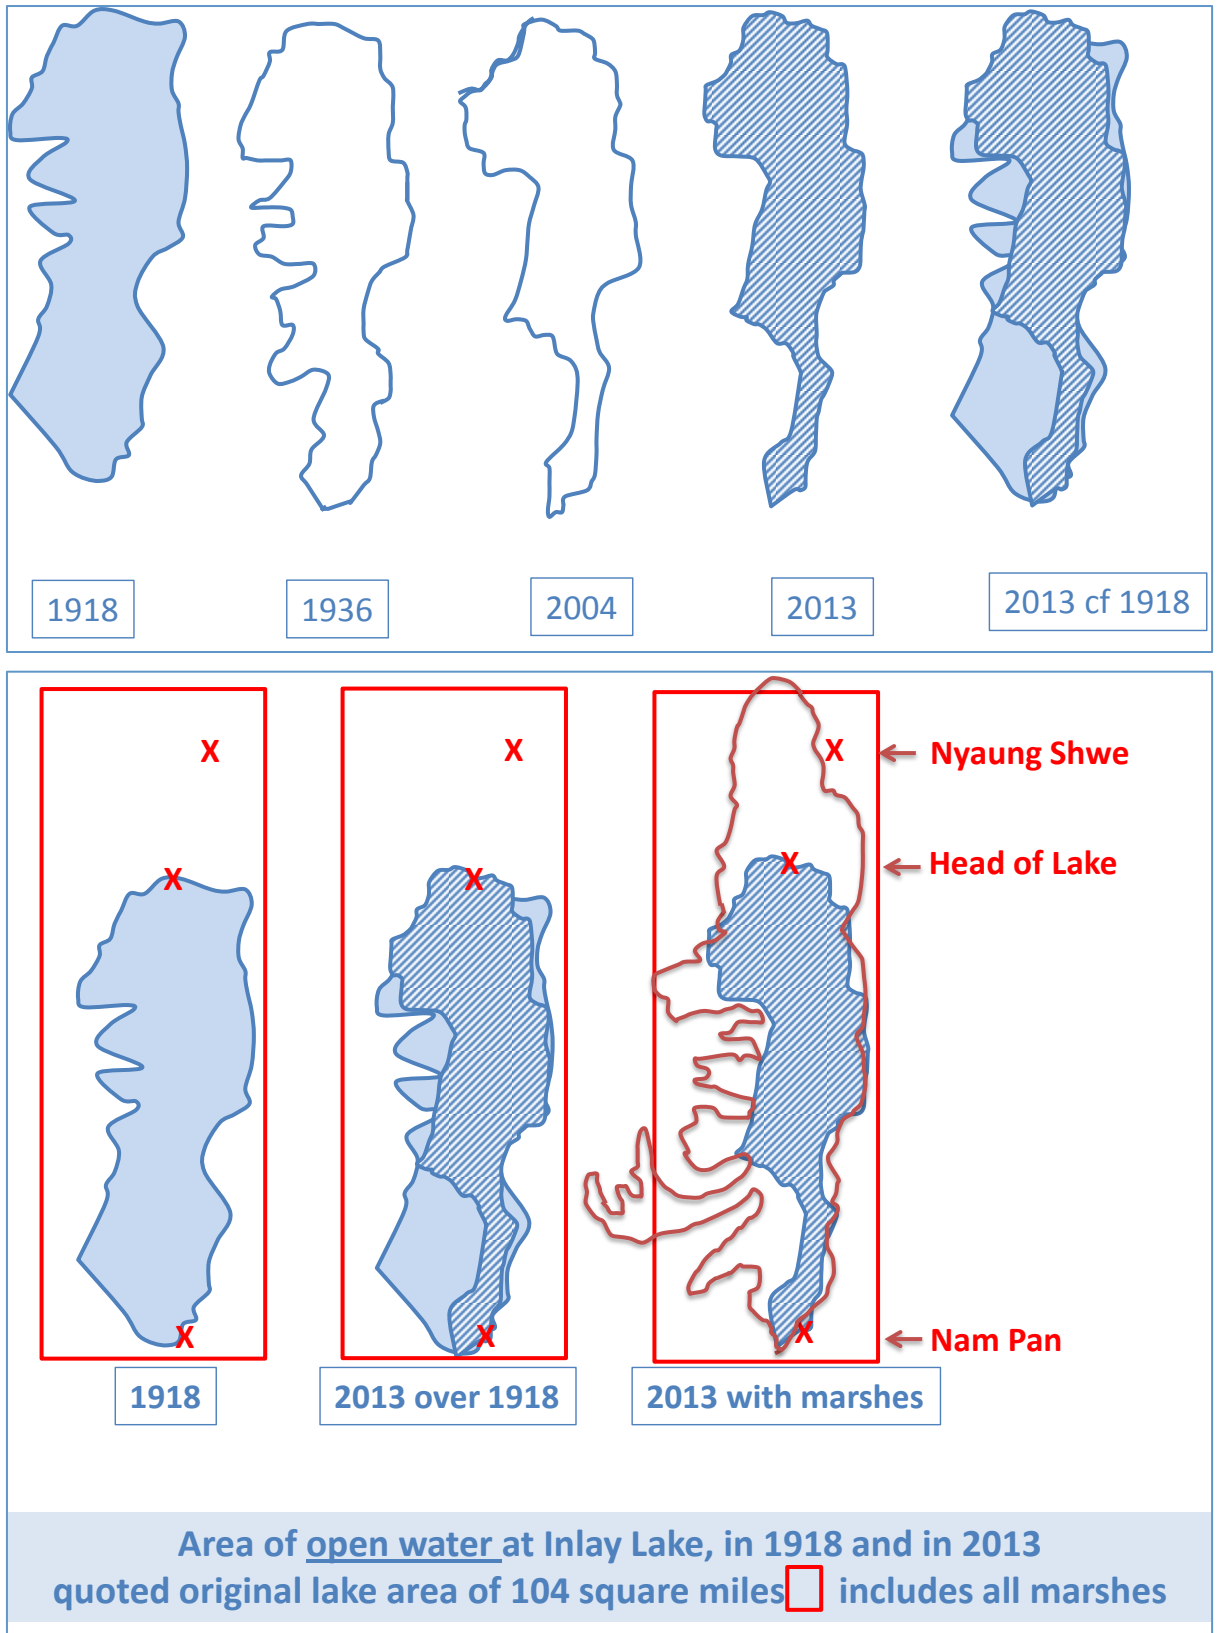 1918
1936
2004
2013
2013 cf 1918
X
X
X
Nyaung Shwe
X
X
X
Head of Lake
X
X
X
Nam Pan
1918
2013 over 1918
2013 with marshes
Area of open water at Inlay Lake, in 1918 and in 2013
quoted original lake area of 104 square miles includes all marshes